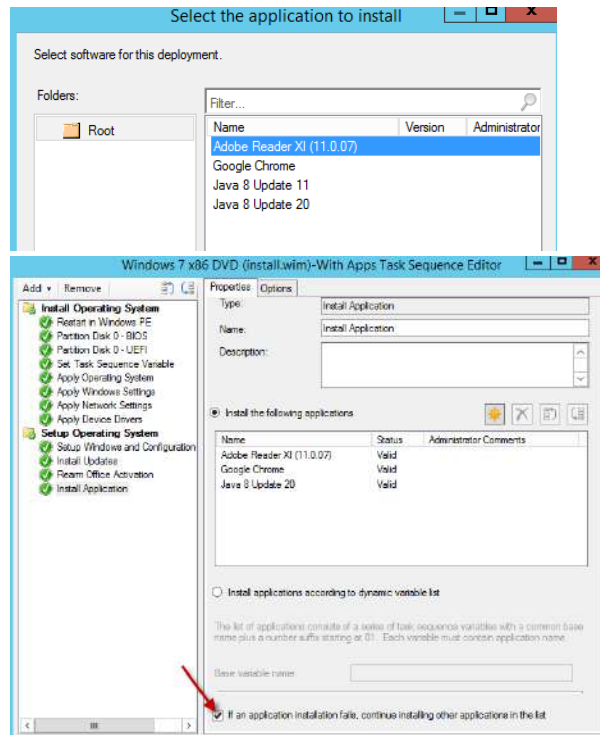 Select the application to install
Select software for this deployment.
Folders:
Root
Filter...
Name Version Administrator
Adobe Reader XI (11.0.07)
Google Chrome
Java 8 Update 11
Java 8 Update 20
Windows 7 x86 DVD (install.wim)-With Apps Task Sequence Editor
Add Remove
Install Operating System
Restart in Windows PE
Partition Disk 0 - BIOS
Partition Disk 0 - UEFI
Set Task Sequence Variable
Apply Operating System
Apply Windows Settings
Apply Network Settings
Apply Device Drivers
Setup Operating System
Setup Windows and Configuration
Install Updates
Rearm Office Activation
Install Application
Properties Options
Type: Install Application
Name: Install Application
Description:
Install the following applications
Name Status Administrator Comments
Adobe Reader XI (11.0.07) Valid
Google Chrome Valid
Java 8 Update 20 Valid
Install applications according to dynamic variable list
The list of applications consists of a series of task sequence variables with a common base
name plus a number suffix starting at 01. Each variable must contain application name.
Base variable name:
If an application installation fails, continue installing other applications in the list